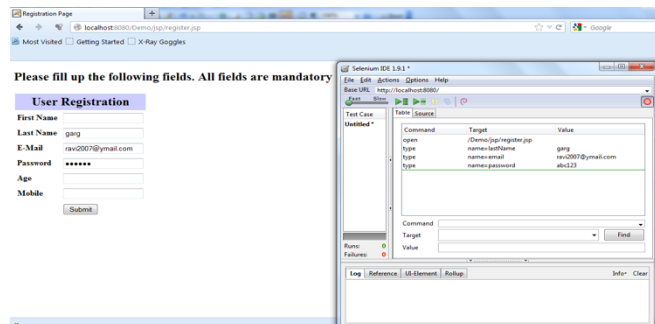 Registration Page
localhost:8080/Demo/jsp/register.jsp
Google
Most Visited Getting Started X-Ray Goggles
Please fill up the following fields. All fields are mandatory
User Registration
First Name
Last Name garg
E-Mail ravi2007@ymail.com
Password
Age
Mobile
Submit
Selenium IDE 1.9.1 *
File Edit Actions Options Help
Base URL http://localhost:8080/
Fast Slow
Test Case
Untitled *
Table Source
Command Target Value
open /Demo/jsp/register.jsp
type name=lastName garg
type name=email ravi2007@ymail.com
type name=password abc123
Command
Target Find
Value
Runs: 0
Failures: 0
Log Reference UI-Element Rollup Info Clear